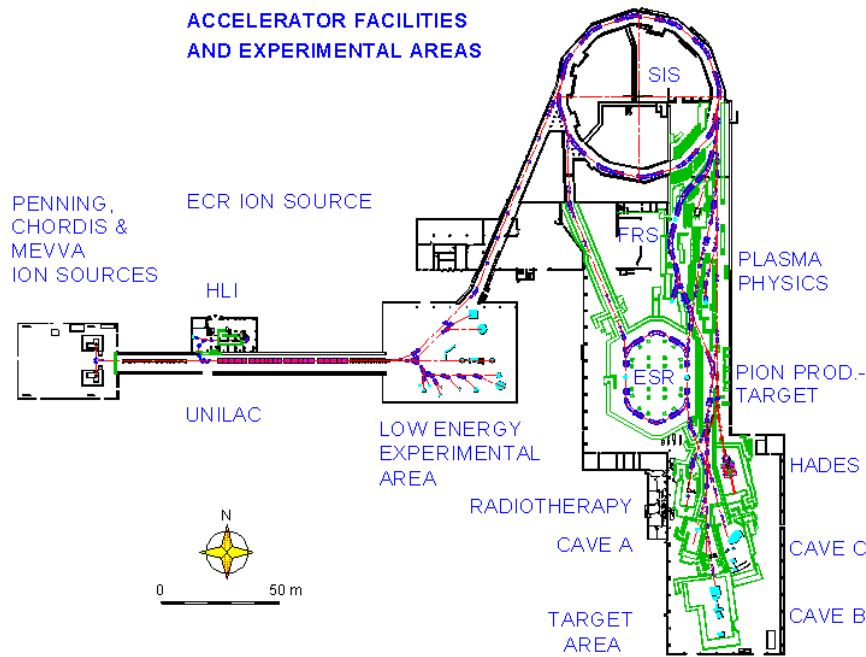 ACCELERATOR FACILITIES
AND EXPERIMENTAL AREAS
SIS
PENNING,
CHORDIS &
MEVVA
ION SOURCES
ECR ION SOURCE
FRS
PLASMA
PHYSICS
HLI
ESR
PION PROD.-
TARGET
UNILAC
LOW ENERGY
EXPERIMENTAL
AREA
HADES
RADIOTHERAPY
CAVE A
CAVE C
N
0 50 m
TARGET
AREA
CAVE B